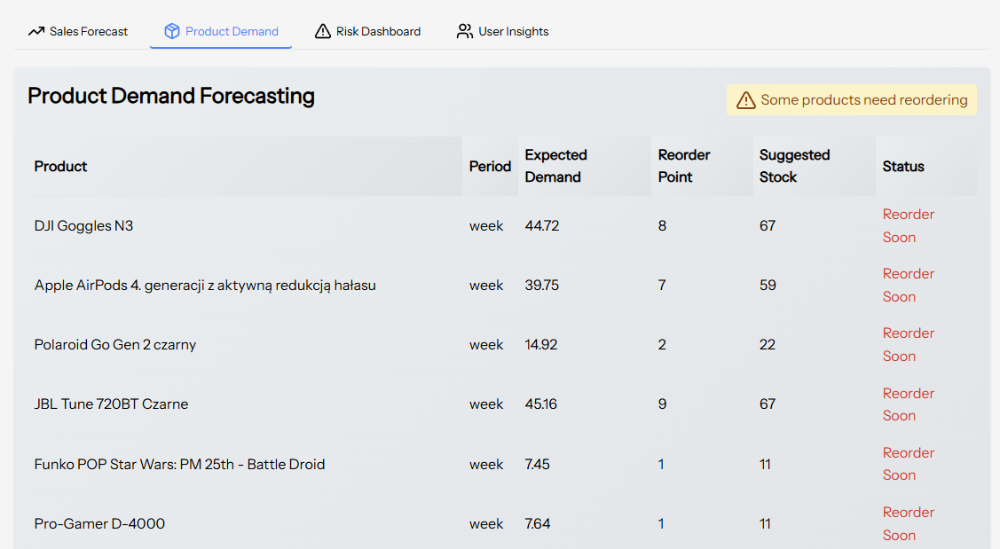 Sales Forecast
Product Demand
Risk Dashboard
User Insights
Product Demand Forecasting
Some products need reordering
Product Period Expected Demand Reorder Point Suggested Stock Status
DJI Goggles N3 week 44.72 8 67 Reorder Soon
Apple AirPods 4. generacji z aktywną redukcją hałasu week 39.75 7 59 Reorder Soon
Polaroid Go Gen 2 czarny week 14.92 2 22 Reorder Soon
JBL Tune 720BT Czarne week 45.16 9 67 Reorder Soon
Funko POP Star Wars: PM 25th - Battle Droid week 7.45 1 11 Reorder Soon
Pro-Gamer D-4000 week 7.64 1 11 Reorder Soon